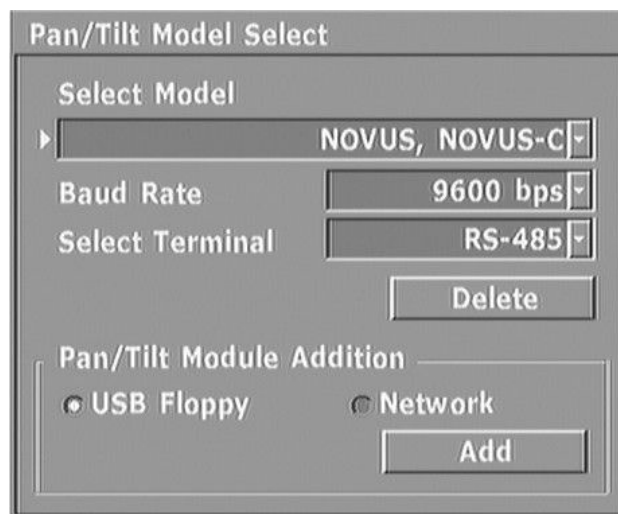 Pan/Tilt Model Select
Select Model
NOVUS, NOVUS-C
Baud Rate 9600 bps
Select Terminal RS-485
Delete
Pan/Tilt Module Addition
USB Floppy Network
Add